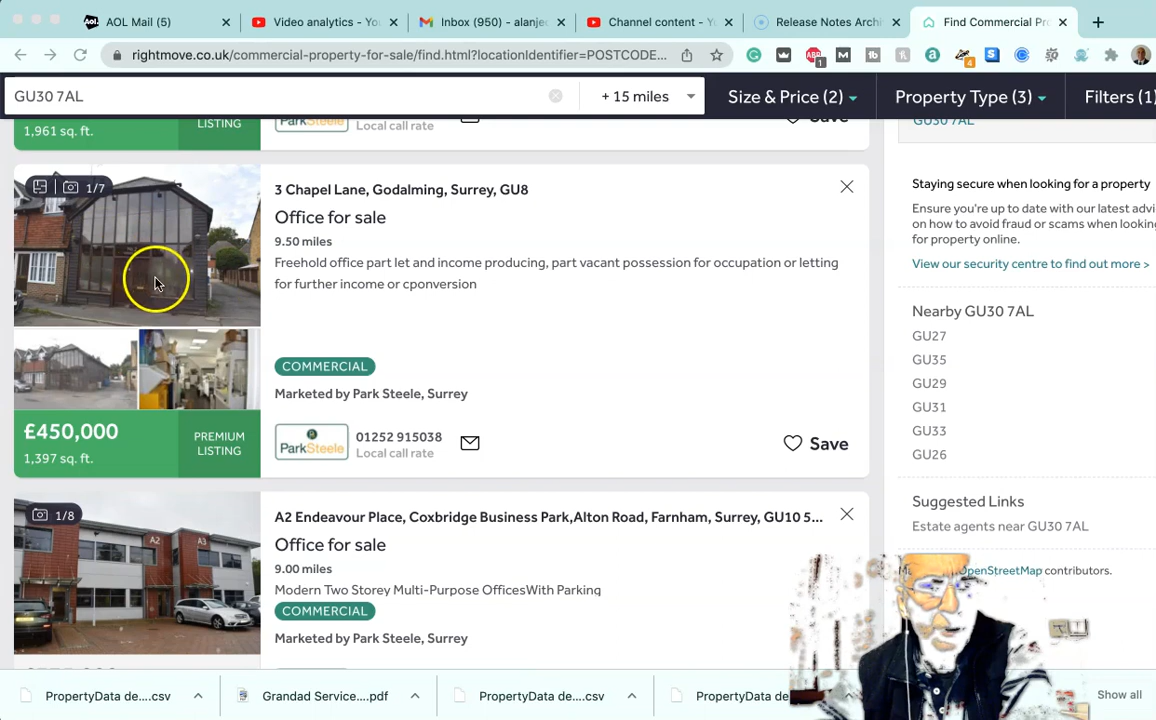 AOL Mail (5)
Video analytics - Yo
Inbox (950) - alanje
Channel content - Y
Release Notes Archi
Find Commercial Pr
rightmove.co.uk/commercial-property-for-sale/find.html?locationIdentifier=POSTCODE...
GU30 7AL
+ 15 miles
Size & Price (2)
Property Type (3)
Filters (1)
1,961 sq. ft.
LISTING
ParkSteele
Local call rate
Save
GU30 7AL
1/7
3 Chapel Lane, Godalming, Surrey, GU8
Office for sale
9.50 miles
Freehold office part let and income producing, part vacant possession for occupation or letting
for further income or cponversion
COMMERCIAL
Marketed by Park Steele, Surrey
£450,000
1,397 sq. ft.
PREMIUM
LISTING
ParkSteele
01252 915038
Local call rate
Save
Staying secure when looking for a property
Ensure you're up to date with our latest advi
on how to avoid fraud or scams when lookin
for property online.
View our security centre to find out more >
Nearby GU30 7AL
GU27
GU35
GU29
GU31
GU33
GU26
Suggested Links
Estate agents near GU30 7AL
OpenStreetMap contributors.
1/8
A2
A3
A2 Endeavour Place, Coxbridge Business Park,Alton Road, Farnham, Surrey, GU10 5...
Office for sale
9.00 miles
Modern Two Storey Multi-Purpose OfficesWith Parking
COMMERCIAL
Marketed by Park Steele, Surrey
PropertyData de....csv
Grandad Service....pdf
PropertyData de....csv
PropertyData de
Show all